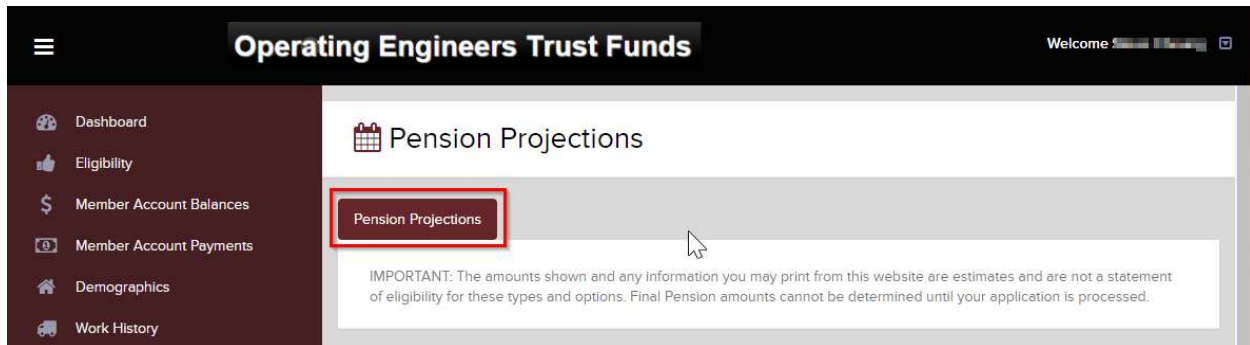 Operating Engineers Trust Funds
Welcome
Dashboard
Eligibility
Member Account Balances
Member Account Payments
Demographics
Work History
Pension Projections
Pension Projections
IMPORTANT: The amounts shown and any information you may print from this website are estimates and are not a statement
of eligibility for these types and options. Final Pension amounts cannot be determined until your application is processed.